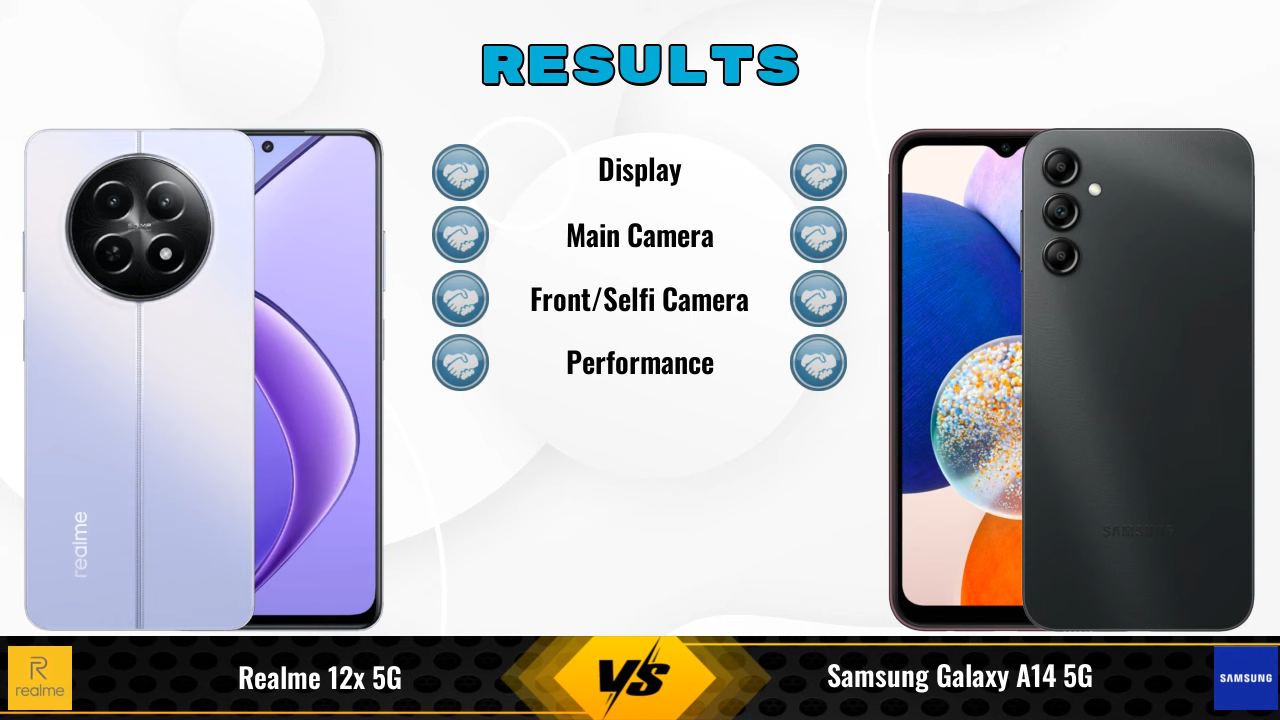 RESULTS
Display
Main Camera
Front/Selfi Camera
Performance
realme
SAMSUNG
R
realme
Realme 12x 5G
VS
Samsung Galaxy A14 5G
SAMSUNG